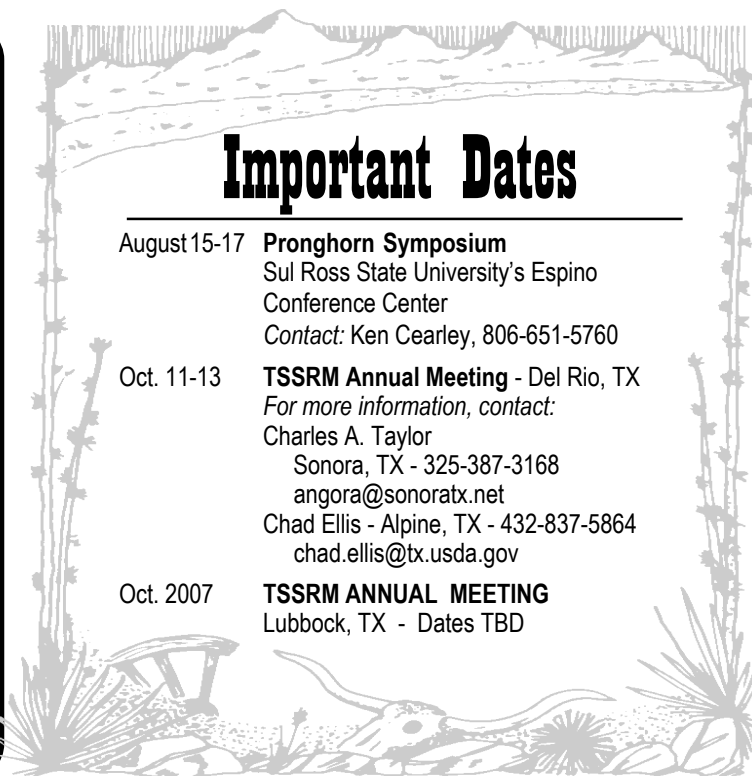 Important Dates
August 15-17 Pronghorn Symposium
Sul Ross State University's Espino
Conference Center
Contact: Ken Cearley, 806-651-5760
Oct. 11-13 TSSRM Annual Meeting - Del Rio, TX
For more information, contact:
Charles A. Taylor
Sonora, TX - 325-387-3168
angora@sonoratx.net
Chad Ellis - Alpine, TX - 432-837-5864
chad.ellis@tx.usda.gov
Oct. 2007 TSSRM ANNUAL MEETING
Lubbock, TX - Dates TBD